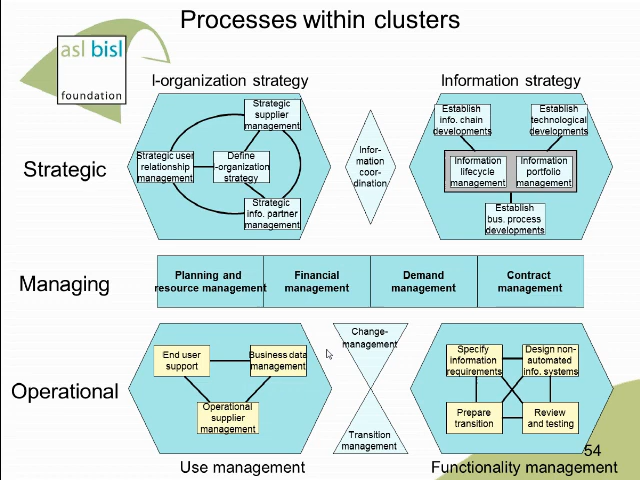 Processes within clusters
asl bisl
foundation
I-organization strategy
Information strategy
Strategic
Strategic
supplier
management
Strategic user
relationship
management
Define
I-organization
strategy
Strategic
info. partner
management
Infor-
mation
coor-
dination
Establish
info. chain
developments
Establish
technological
developments
Information
lifecycle
management
Information
portfolio
management
Establish
bus. process
developments
Managing
Planning and
resource management
Financial
management
Demand
management
Contract
management
Operational
End user
support
Business data
management
Operational
supplier
management
Change-
management
Transition
management
Specify
information
requirements
Design non-
automated
info. systems
Prepare
transition
Review
and testing
54
Use management
Functionality management